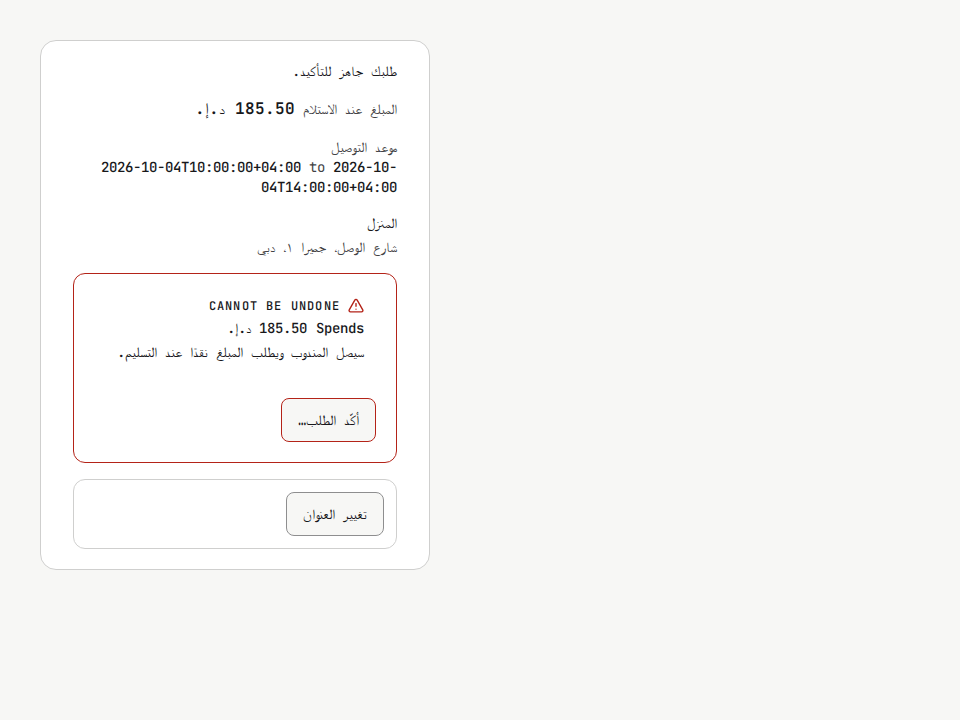 طلبك جاهز للتأكيد.
المبلغ عند الاستلام 185.50 د.إ.
موعد التوصيل
2026-10-04T10:00:00+04:00 to 2026-10-
04T14:00:00+04:00
المنزل
شارع الوصل، جميرا ١، دبي
CANNOT BE UNDONE
Spends 185.50 د.إ.
سيصل المندوب ويطلب المبلغ نقدًا عند التسليم.
أكّد الطلب…
تغيير العنوان